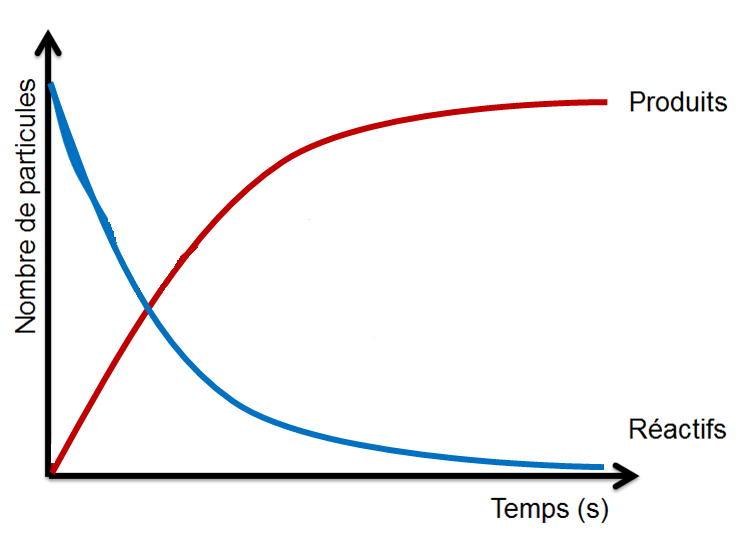 Nombre de particules
Produits
Réactifs
Temps (s)